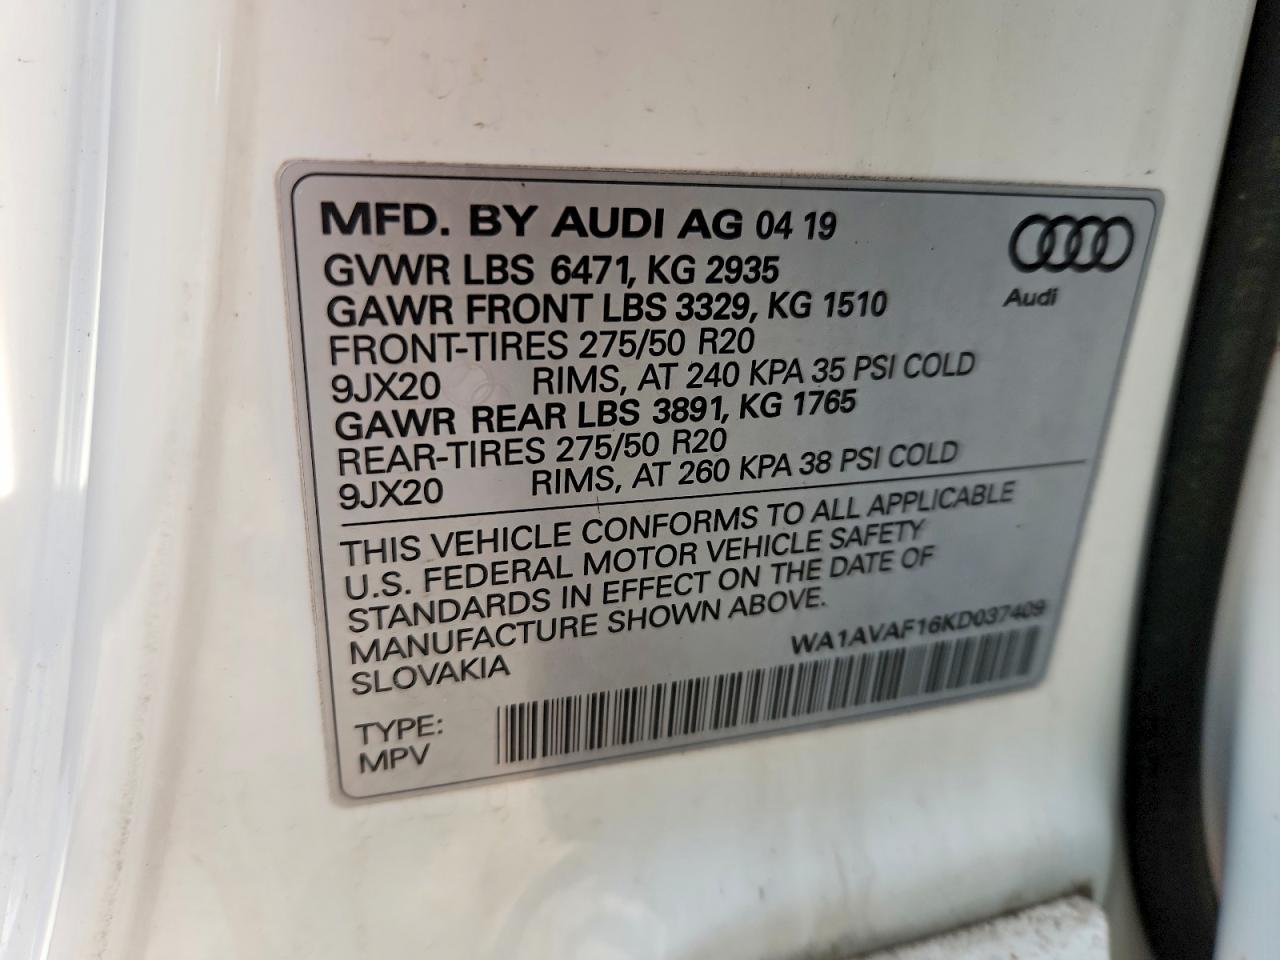 MFD. BY AUDI AG 04 19
GVWR LBS 6471, KG 2935
GAWR FRONT LBS 3329, KG 1510
FRONT-TIRES 275/50 R20
9JX20 RIMS, AT 240 KPA 35 PSI COLD
GAWR REAR LBS 3891, KG 1765
REAR-TIRES 275/50 R20
9JX20 RIMS, AT 260 KPA 38 PSI COLD
Audi
THIS VEHICLE CONFORMS TO ALL APPLICABLE
U.S. FEDERAL MOTOR VEHICLE SAFETY
STANDARDS IN EFFECT ON THE DATE OF
MANUFACTURE SHOWN ABOVE.
SLOVAKIA
WA1AVAF16KD037409
TYPE:
MPV